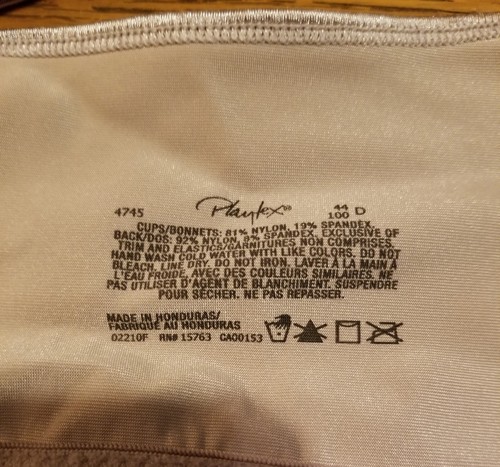 4745 Playtex® 44 D
100
CUPS/BONNETS: 81% NYLON, 19% SPANDEX.
BACK/DOS: 92% NYLON, 8% SPANDEX, EXCLUSIVE OF
TRIM AND ELASTICS/GARNITURES NON COMPRISES.
HAND WASH COLD WATER WITH LIKE COLORS. DO NOT
BLEACH. LINE DRY. DO NOT IRON. LAVER À LA MAIN À
L'EAU FROIDE, AVEC DES COULEURS SIMILAIRES. NE
PAS UTILISER D'AGENT DE BLANCHIMENT. SUSPENDRE
POUR SÉCHER. NE PAS REPASSER.
MADE IN HONDURAS/
FABRIQUÉ AU HONDURAS
02210F RN# 15763 CA00153